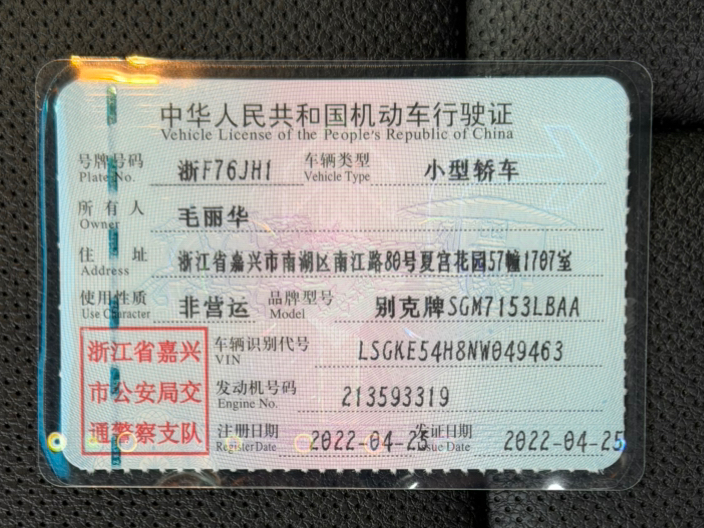 中华人民共和国机动车行驶证
Vehicle License of the People's Republic of China
号牌号码 浙F76JH1 车辆类型 小型轿车
Plate No. Vehicle Type
所有人 毛丽华
Owner
住址 浙江省嘉兴市南湖区南江路80号夏宫花园57幢1707室
Address
使用性质 非营运 品牌型号 别克牌SGM7153LBAA
Use Character Model
浙江省嘉兴市公安局交通警察支队
车辆识别代号 LSGKE54H8NW049463
VIN
发动机号码 213593319
Engine No.
注册日期 2022-04-25 发证日期 2022-04-25
Register Date Issue Date